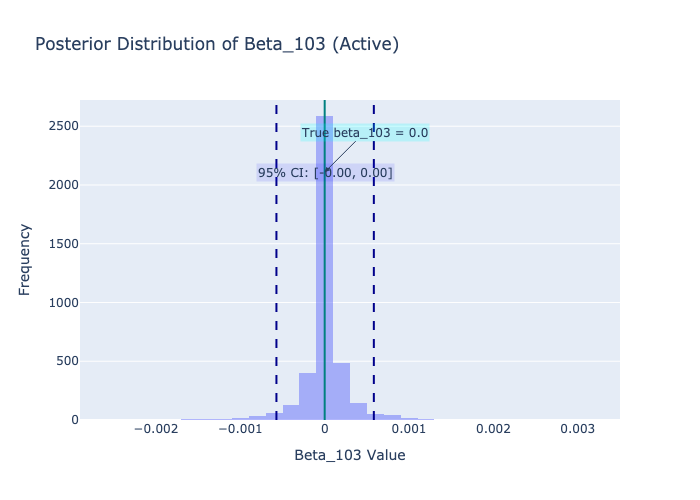 Posterior Distribution of Beta_103 (Active)
2500
True beta_103 = 0.0
95% CI: [-0.00, 0.00]
2000
1500
1000
500
0
Frequency
−0.002
−0.001
0
0.001
0.002
0.003
Beta_103 Value